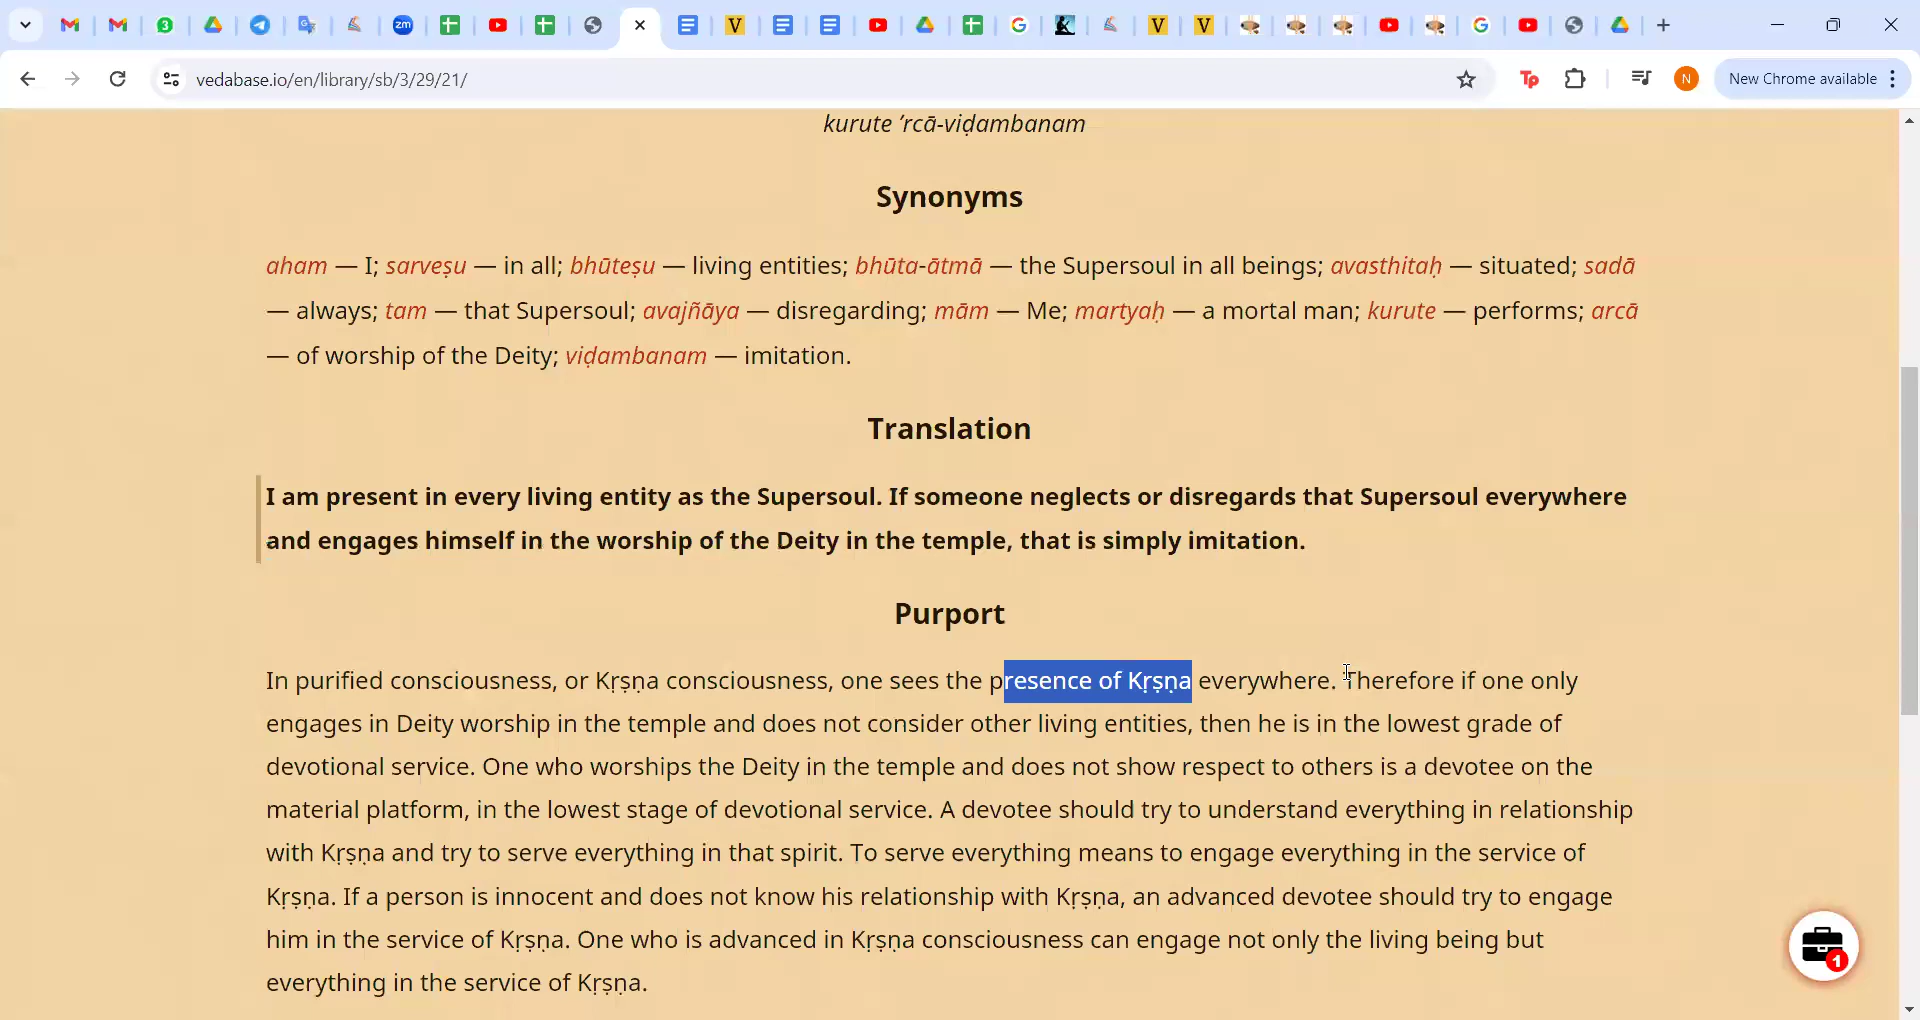 3
zm
vedabase.io/en/library/sb/3/29/21/
Tp
N
New Chrome available
kurute ’rcā-viḍambanam
Synonyms
aham — I; sarveṣu — in all; bhūteṣu — living entities; bhūta-ātmā — the Supersoul in all beings; avasthitaḥ — situated; sadā
— always; tam — that Supersoul; avajñāya — disregarding; mām — Me; martyaḥ — a mortal man; kurute — performs; arcā
— of worship of the Deity; viḍambanam — imitation.
Translation
I am present in every living entity as the Supersoul. If someone neglects or disregards that Supersoul everywhere
and engages himself in the worship of the Deity in the temple, that is simply imitation.
Purport
In purified consciousness, or Kṛṣṇa consciousness, one sees the presence of Kṛṣṇa everywhere. Therefore if one only
engages in Deity worship in the temple and does not consider other living entities, then he is in the lowest grade of
devotional service. One who worships the Deity in the temple and does not show respect to others is a devotee on the
material platform, in the lowest stage of devotional service. A devotee should try to understand everything in relationship
with Kṛṣṇa and try to serve everything in that spirit. To serve everything means to engage everything in the service of
Kṛṣṇa. If a person is innocent and does not know his relationship with Kṛṣṇa, an advanced devotee should try to engage
him in the service of Kṛṣṇa. One who is advanced in Kṛṣṇa consciousness can engage not only the living being but
everything in the service of Kṛṣṇa.
1